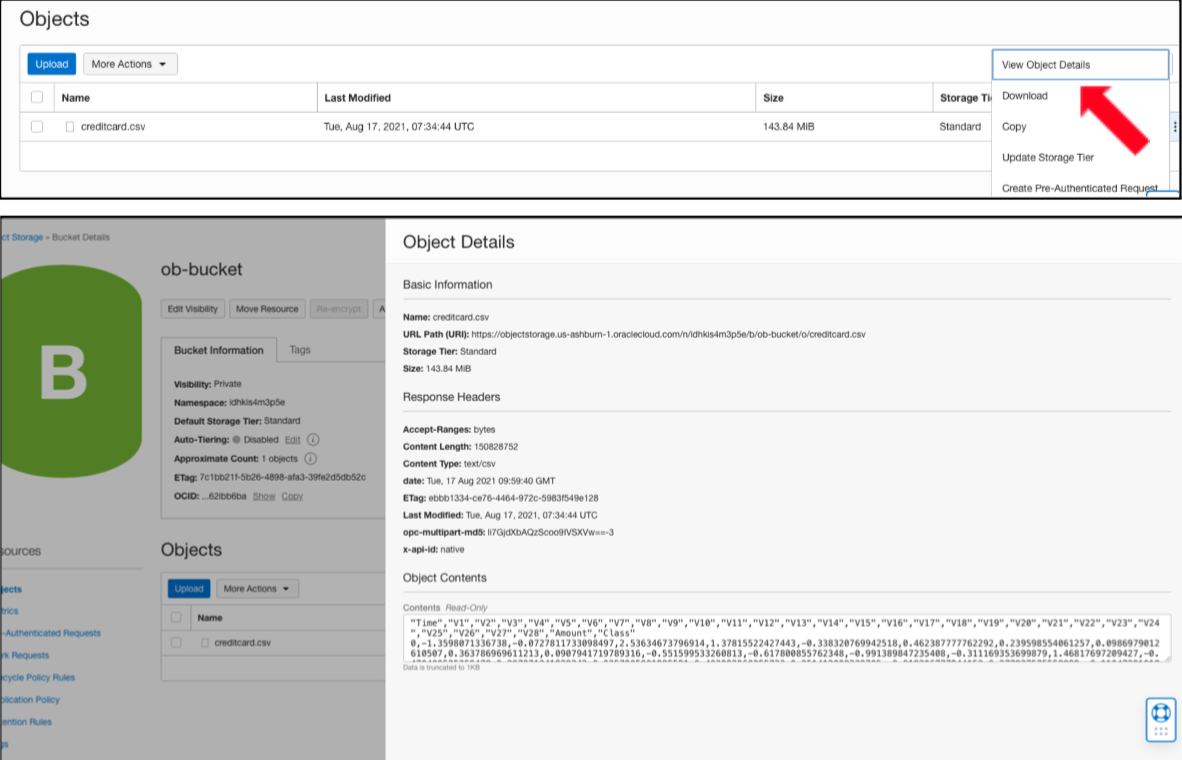 Objects
Upload More Actions
View Object Details
Name Last Modified Size Storage Ti
Download
creditcard.csv Tue, Aug 17, 2021, 07:34:44 UTC 143.84 MiB Standard
Copy
Update Storage Tier
Create Pre-Authenticated Request
ct Storage » Bucket Details
B
ob-bucket
Edit Visibility Move Resource Re-encrypt A
Bucket Information Tags
Visibility: Private
Namespace: idhkis4m3p5e
Default Storage Tier: Standard
Auto-Tiering: Disabled Edit i
Approximate Count: 1 objects i
ETag: 7c1bb21f-5b26-4898-afa3-39fe2d5db52c
OCID: ...62lbb6ba Show Copy
sources
jects
trics
-Authenticated Requests
rk Requests
ecycle Policy Rules
plication Policy
tention Rules
gs
Objects
Upload More Actions
Name
creditcard.csv
Object Details
Basic Information
Name: creditcard.csv
URL Path (URI): https://objectstorage.us-ashburn-1.oraclecloud.com/n/idhkis4m3p5e/b/ob-bucket/o/creditcard.csv
Storage Tier: Standard
Size: 143.84 MiB
Response Headers
Accept-Ranges: bytes
Content Length: 150828752
Content Type: text/csv
date: Tue, 17 Aug 2021 09:59:40 GMT
ETag: ebbb1334-ce76-4464-972c-5983f549e128
Last Modified: Tue, Aug 17, 2021, 07:34:44 UTC
opc-multipart-md5: li7GjdXbAQzScoo9IVSXVw==-3
x-api-id: native
Object Contents
Contents Read-Only
"Time","V1","V2","V3","V4","V5","V6","V7","V8","V9","V10","V11","V12","V13","V14","V15","V16","V17","V18","V19","V20","V21","V22","V23","V24
","V25","V26","V27","V28","Amount","Class"
0,-1.3598071336738,-0.0727811733098497,2.53634673796914,1.37815522427443,-0.338320769942518,0.462387777762292,0.239598554061257,0.0986979012
610507,0.363786969611213,0.0907941719789316,-0.551599533260813,-0.617800855762348,-0.991389847235408,-0.311169353699879,1.46817697209427,-0.
Data is truncated to 1KB